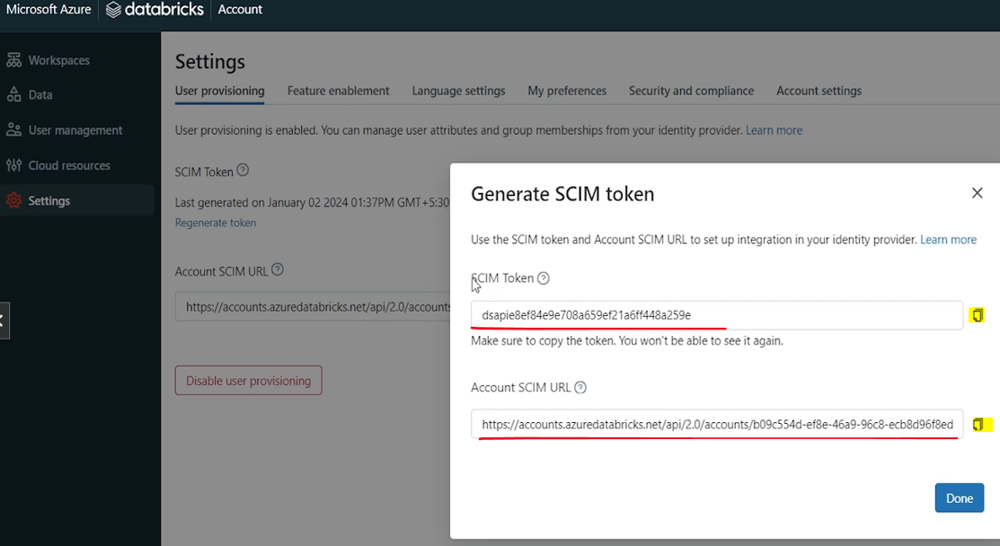 Microsoft Azure databricks Account
Workspaces
Data
User management
Cloud resources
Settings
Settings
User provisioning Feature enablement Language settings My preferences Security and compliance Account settings
User provisioning is enabled. You can manage user attributes and group memberships from your identity provider. Learn more
SCIM Token
Last generated on January 02 2024 01:37PM GMT+5:30
Regenerate token
Account SCIM URL
https://accounts.azuredatabricks.net/api/2.0/accounts
Disable user provisioning
Generate SCIM token
Use the SCIM token and Account SCIM URL to set up integration in your identity provider. Learn more
SCIM Token
dsapie8ef84e9e708a659ef21a6ff448a259e
Make sure to copy the token. You won't be able to see it again.
Account SCIM URL
https://accounts.azuredatabricks.net/api/2.0/accounts/b09c554d-ef8e-46a9-96c8-ecb8d96f8ed
Done